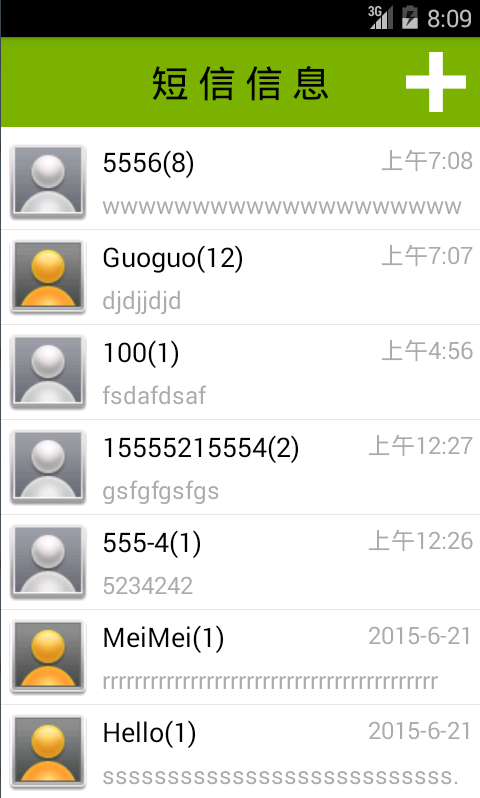 3G 8:09
短信信息
5556(8) 上午7:08
wwwwwwwwwwwwwwwwwwww
Guoguo(12) 上午7:07
djdjjdjd
100(1) 上午4:56
fsdafdsaf
15555215554(2) 上午12:27
gsfgfgsfgs
555-4(1) 上午12:26
5234242
MeiMei(1) 2015-6-21
rrrrrrrrrrrrrrrrrrrrrrrrrrrrrrrrrrrrrrrrrr
Hello(1) 2015-6-21
sssssssssssssssssssssssssss.